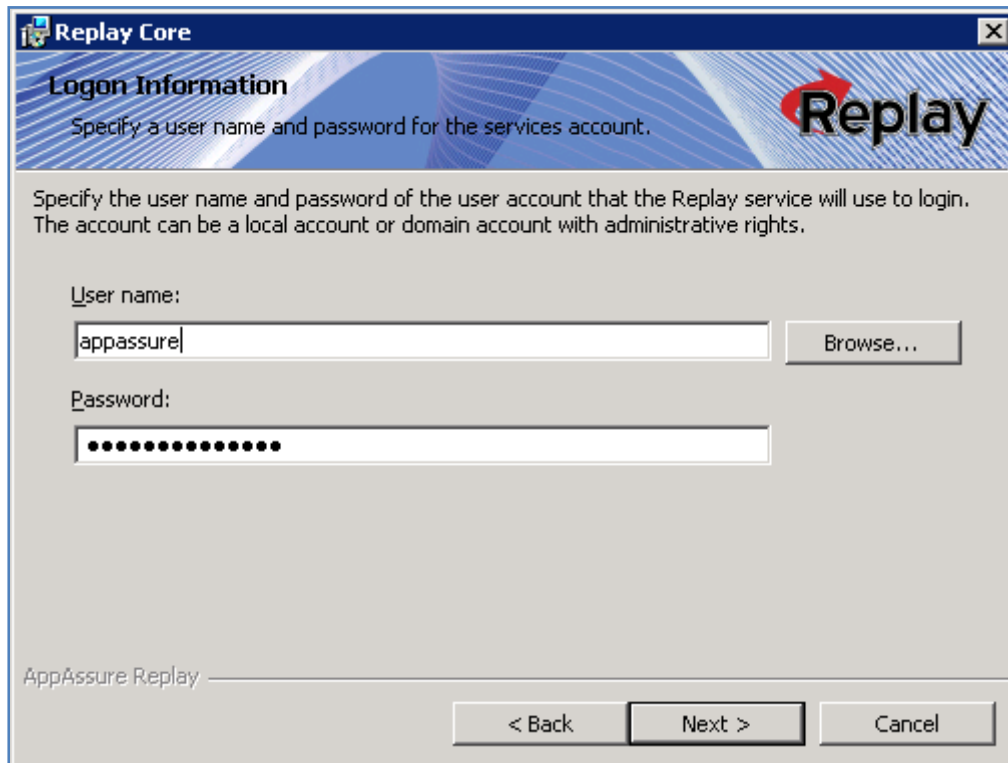 Replay Core
Logon Information
Specify a user name and password for the services account.
Replay
Specify the user name and password of the user account that the Replay service will use to login.
The account can be a local account or domain account with administrative rights.
User name:
appassure
Browse...
Password:
••••••••••••••
AppAssure Replay
< Back
Next >
Cancel